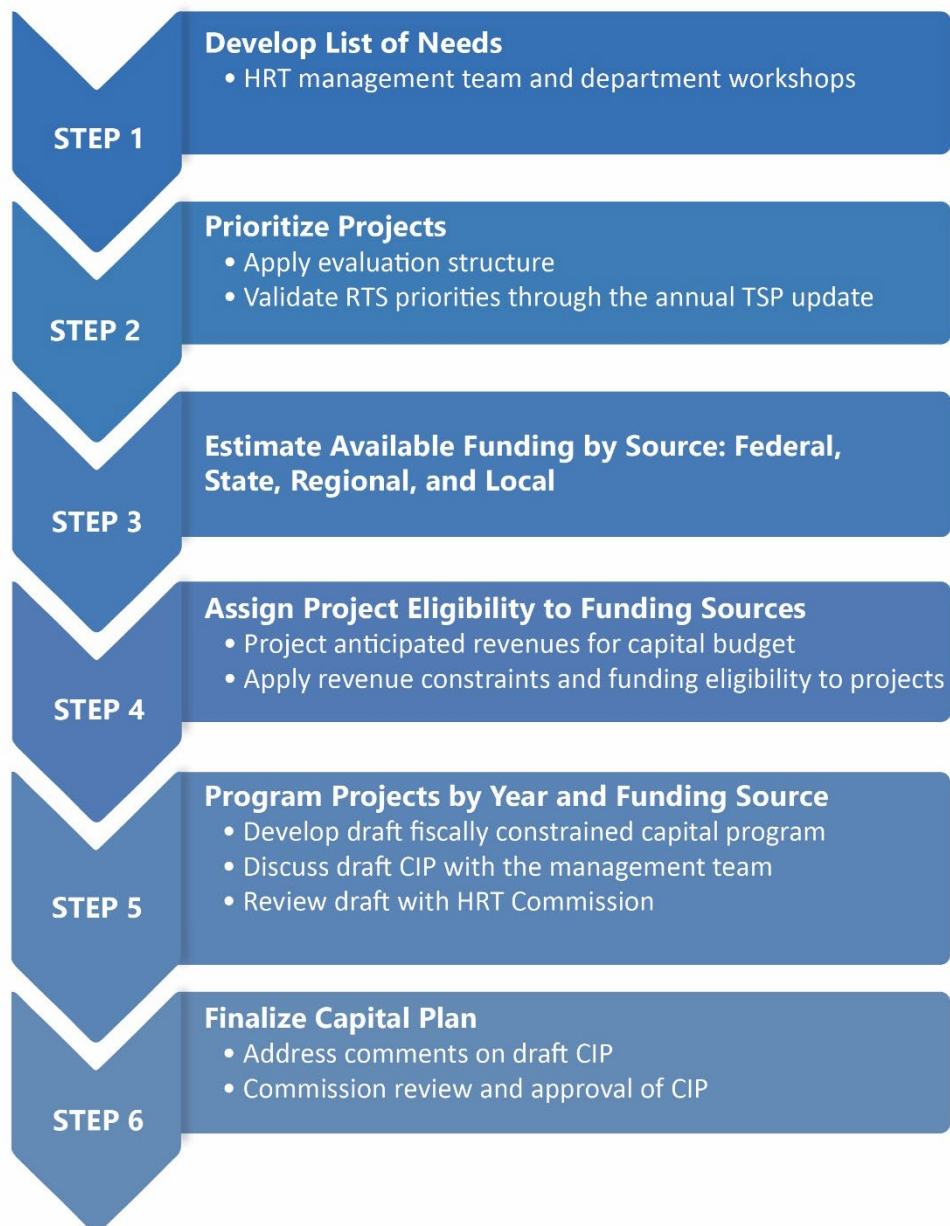 STEP 1
Develop List of Needs
• HRT management team and department workshops
STEP 2
Prioritize Projects
• Apply evaluation structure
• Validate RTS priorities through the annual TSP update
STEP 3
Estimate Available Funding by Source: Federal,
State, Regional, and Local
STEP 4
Assign Project Eligibility to Funding Sources
• Project anticipated revenues for capital budget
• Apply revenue constraints and funding eligibility to projects
STEP 5
Program Projects by Year and Funding Source
• Develop draft fiscally constrained capital program
• Discuss draft CIP with the management team
• Review draft with HRT Commission
STEP 6
Finalize Capital Plan
• Address comments on draft CIP
• Commission review and approval of CIP